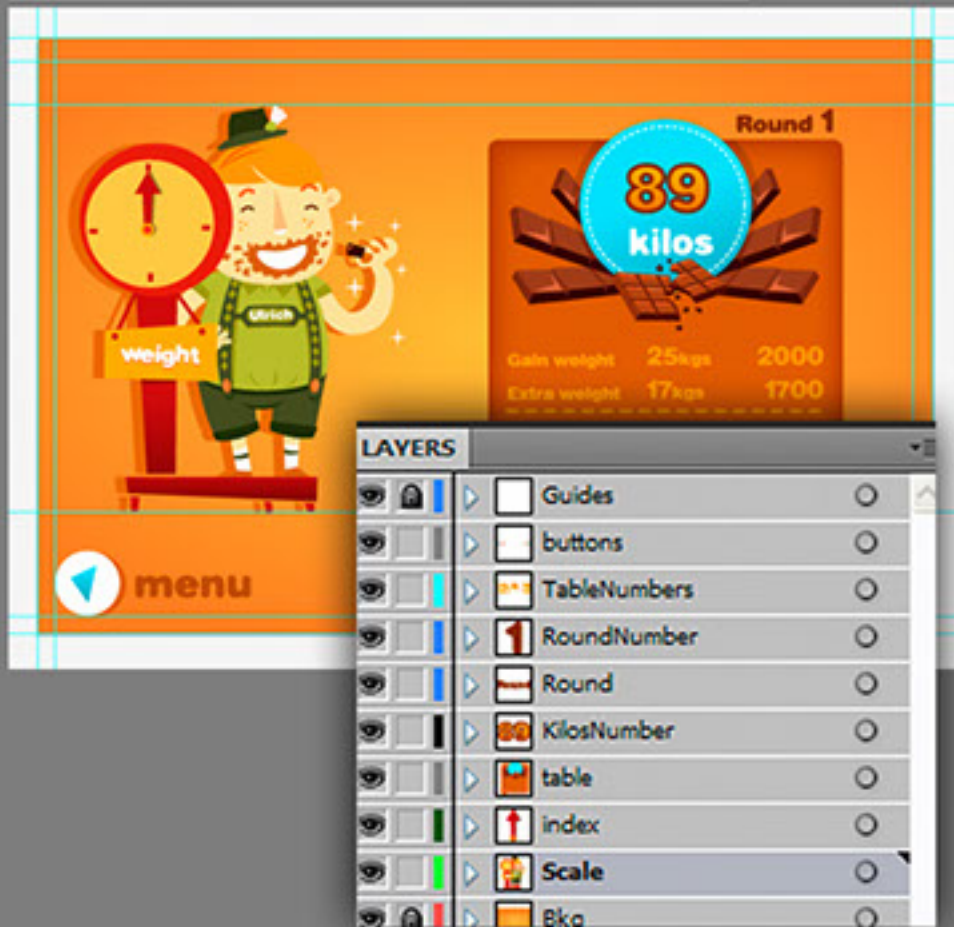 Round 1
89
kilos
Ulrich
weight
Gain weight 25kgs 2000
Extra weight 17kgs 1700
menu
LAYERS
Guides
buttons
TableNumbers
RoundNumber
Round
KilosNumber
table
index
Scale
Bkg